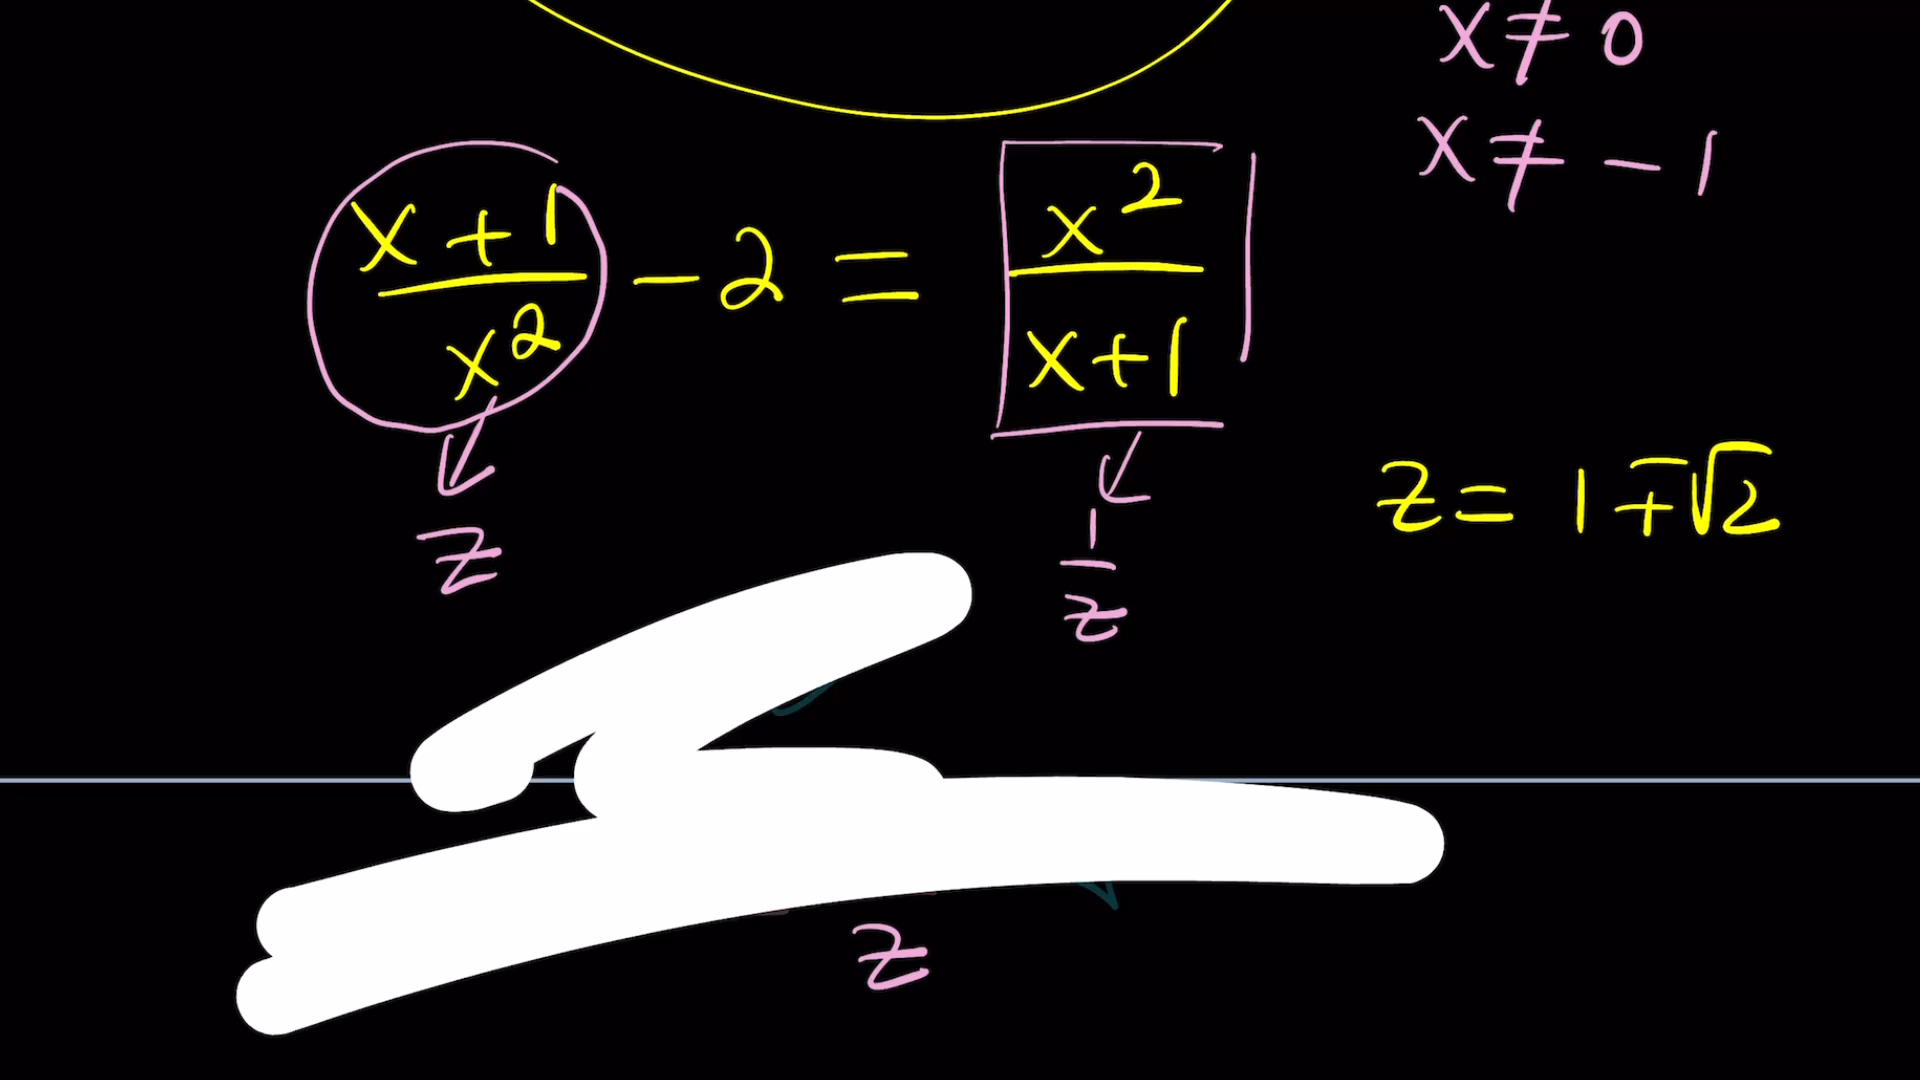 x ≠ 0
x ≠ -1
(x+1)/x² - 2 = x²/(x+1)
z
1/z
z = 1 ∓ √2
z